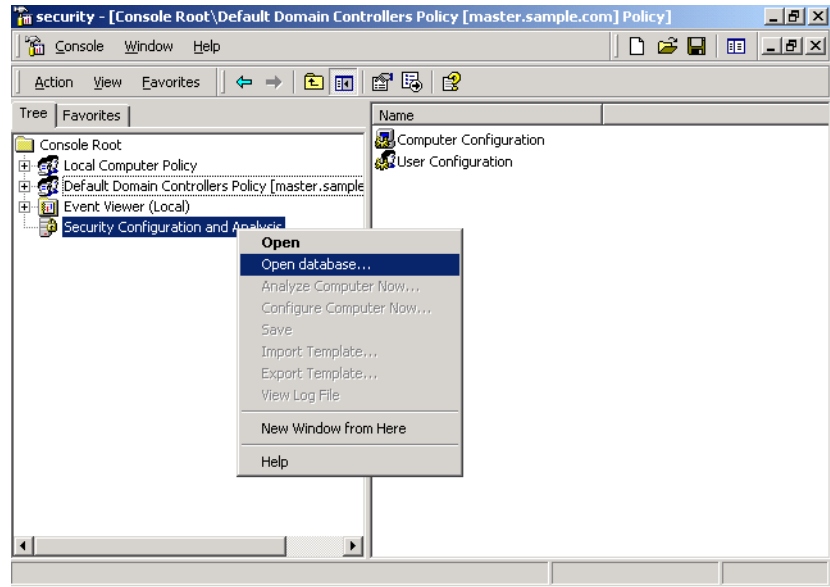 security - [Console Root\Default Domain Controllers Policy [master.sample.com] Policy]
Console Window Help
Action View Favorites
Tree Favorites
Name
Console Root
Local Computer Policy
Default Domain Controllers Policy [master.sample
Event Viewer (Local)
Security Configuration and Analysis
Computer Configuration
User Configuration
Open
Open database...
Analyze Computer Now...
Configure Computer Now...
Save
Import Template...
Export Template...
View Log File
New Window from Here
Help